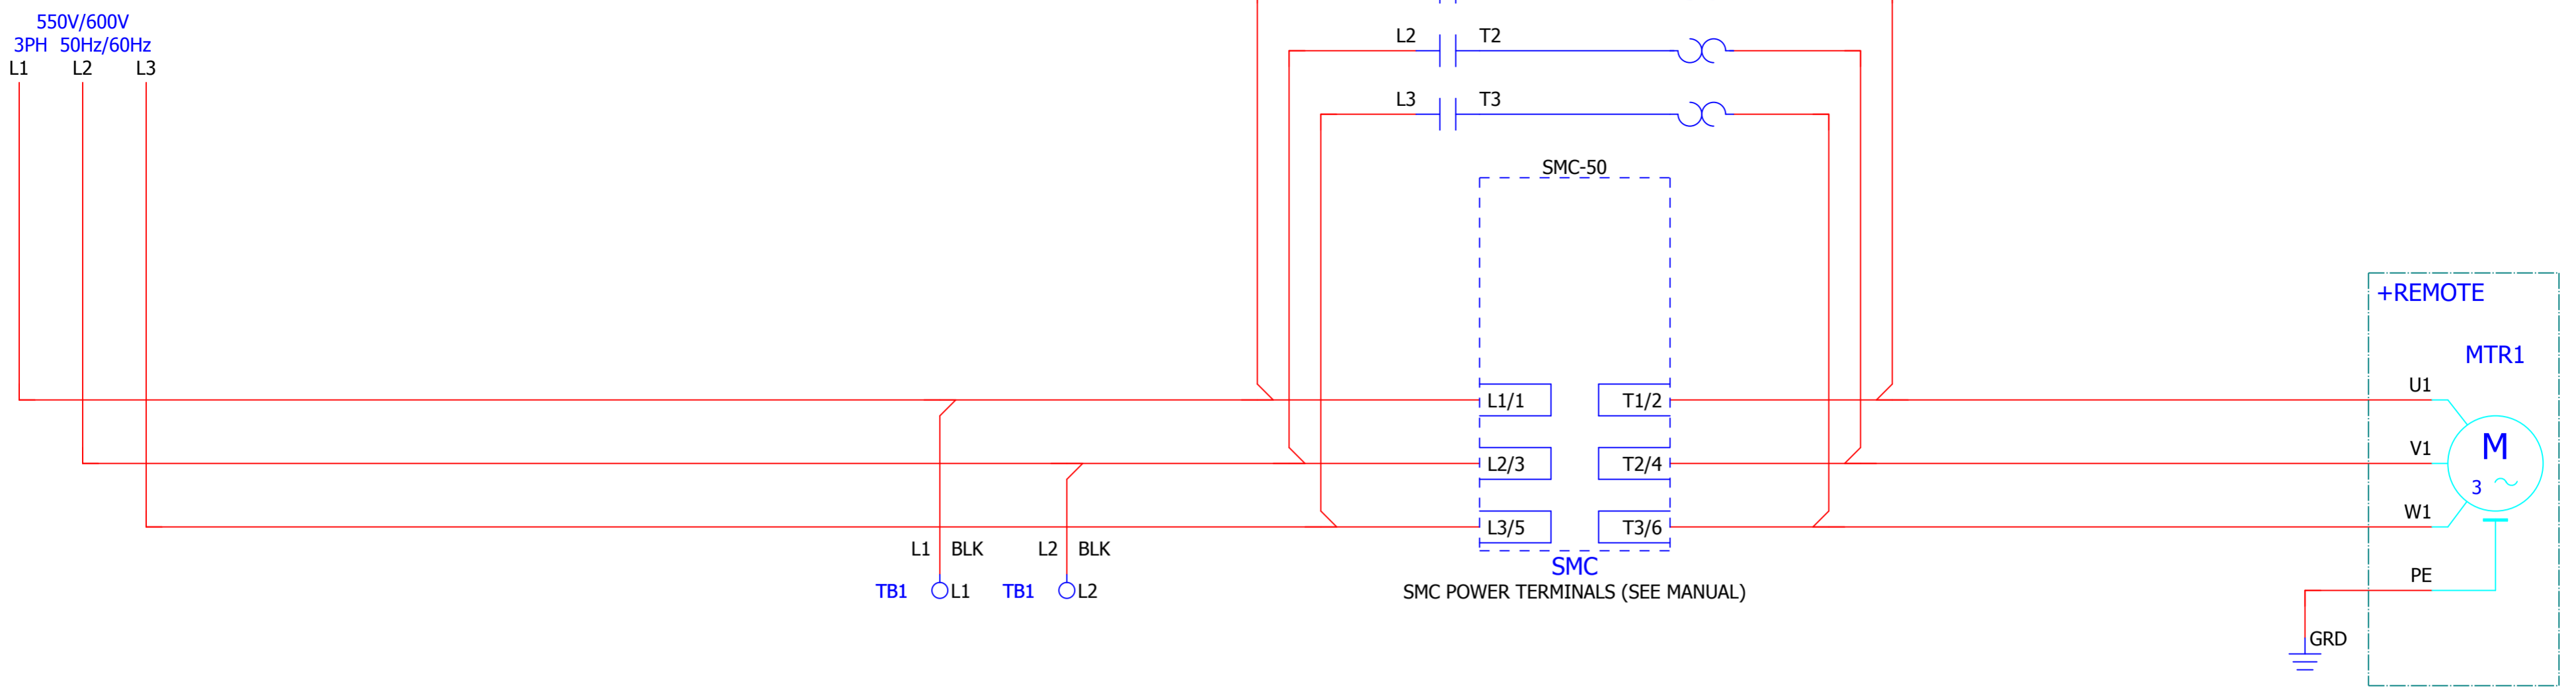 550V/600V
3PH 50Hz/60Hz
L1 L2 L3
L2 T2
L3 T3
SMC-50
+REMOTE
MTR1
U1
L1/1 T1/2
V1
M
3
L2/3 T2/4
W1
L3/5 T3/6
L1 BLK L2 BLK
SMC
PE
TB1 L1 TB1 L2
SMC POWER TERMINALS (SEE MANUAL)
GRD